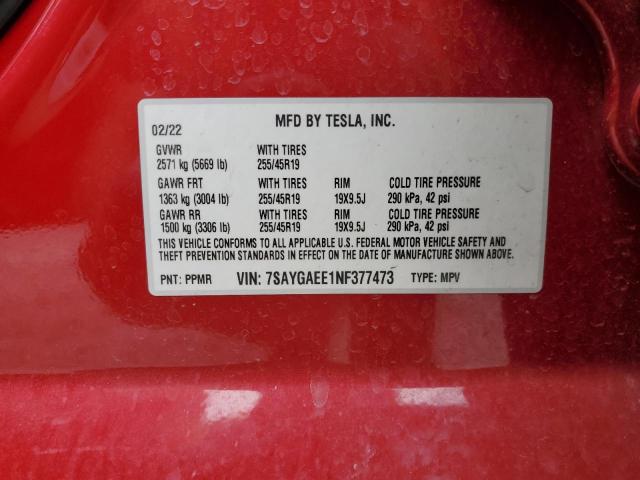 MFD BY TESLA, INC.
02/22
GVWR WITH TIRES
2571 kg (5669 lb) 255/45R19
GAWR FRT WITH TIRES RIM COLD TIRE PRESSURE
1363 kg (3004 lb) 255/45R19 19X9.5J 290 kPa, 42 psi
GAWR RR WITH TIRES RIM COLD TIRE PRESSURE
1500 kg (3306 lb) 255/45R19 19X9.5J 290 kPa, 42 psi
THIS VEHICLE CONFORMS TO ALL APPLICABLE U.S. FEDERAL MOTOR VEHICLE SAFETY AND
THEFT PREVENTION STANDARDS IN EFFECT ON THE DATE OF MANUFACTURE SHOWN ABOVE.
PNT: PPMR VIN: 7SAYGAEE1NF377473 TYPE: MPV